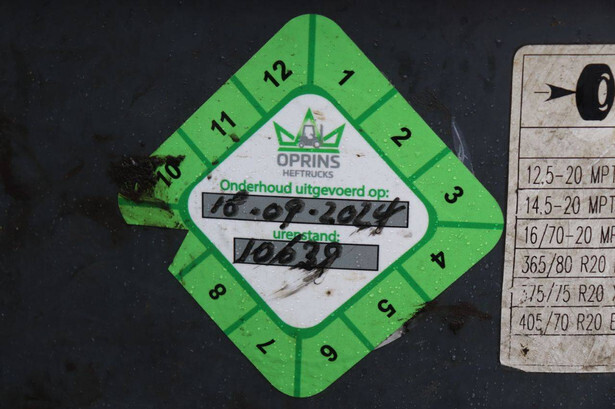 12
1
11
2
10
3
OPRINS
HEFTRUCKS
Onderhoud uitgevoerd op:
18-09-2024
urenstand:
10639
4
8
5
7
6
12.5-20 MPT
14.5-20 MP
16/70-20 MP
365/80 R20
375/75 R20
405/70 R20